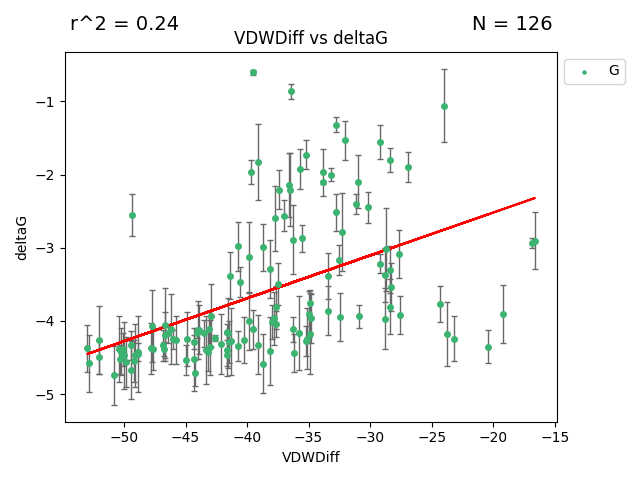 r^2 = 0.24
N = 126
VDWDiff vs deltaG
G
−1
−2
−3
−4
−5
deltaG
−50
−45
−40
−35
−30
−25
−20
−15
VDWDiff